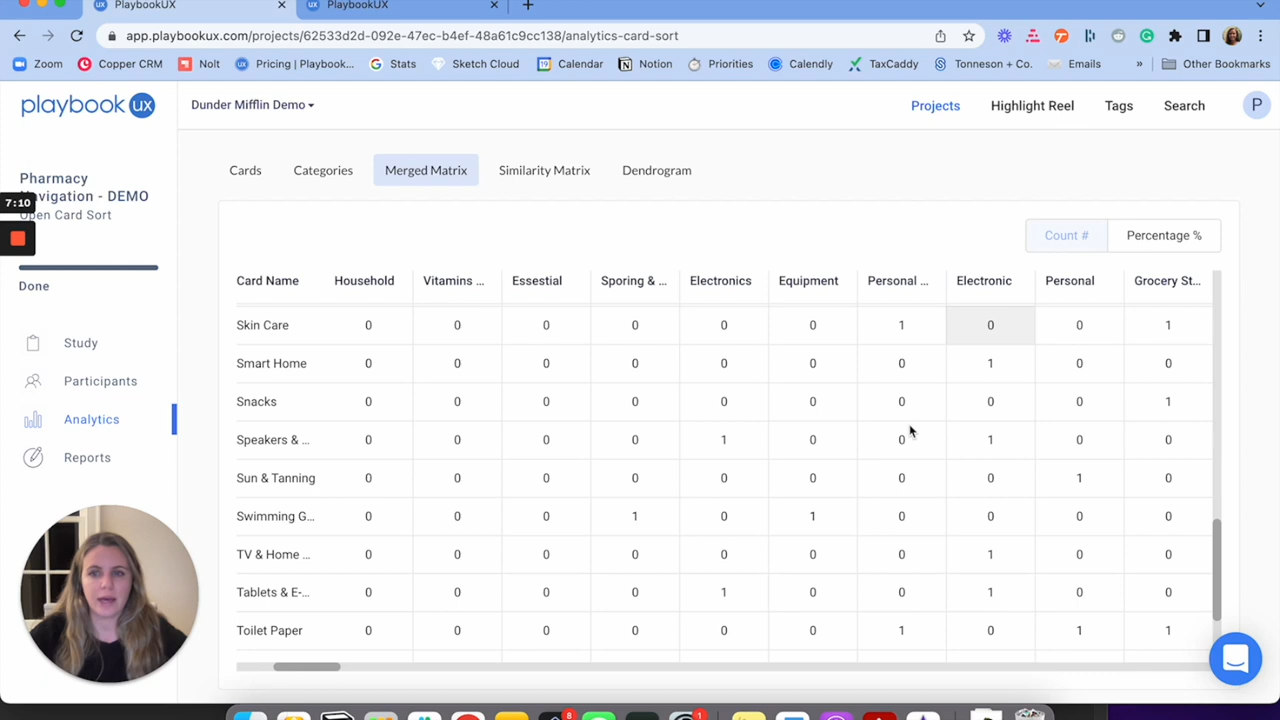 PlaybookUX
PlaybookUX
app.playbookux.com/projects/62533d2d-092e-47ec-b4ef-48a61c9cc138/analytics-card-sort
Zoom Copper CRM Nolt Pricing | Playbook... Stats Sketch Cloud Calendar Notion Priorities Calendly TaxCaddy Tonneson + Co. Emails » Other Bookmarks
playbook UX
Dunder Mifflin Demo
Projects Highlight Reel Tags Search P
Pharmacy
Navigation - DEMO
Open Card Sort
7:10
Done
Study
Participants
Analytics
Reports
Cards Categories Merged Matrix Similarity Matrix Dendrogram
Count # Percentage %
Card Name Household Vitamins ... Essestial Sporing & ... Electronics Equipment Personal ... Electronic Personal Grocery St...
Skin Care 0 0 0 0 0 0 1 0 0 1
Smart Home 0 0 0 0 0 0 0 1 0 0
Snacks 0 0 0 0 0 0 0 0 0 1
Speakers & ... 0 0 0 0 1 0 0 1 0 0
Sun & Tanning 0 0 0 0 0 0 0 0 1 0
Swimming G... 0 0 0 1 0 1 0 0 0 0
TV & Home ... 0 0 0 0 0 0 0 1 0 0
Tablets & E-... 0 0 0 0 1 0 0 1 0 0
Toilet Paper 0 0 0 0 0 0 1 0 1 1
8
1